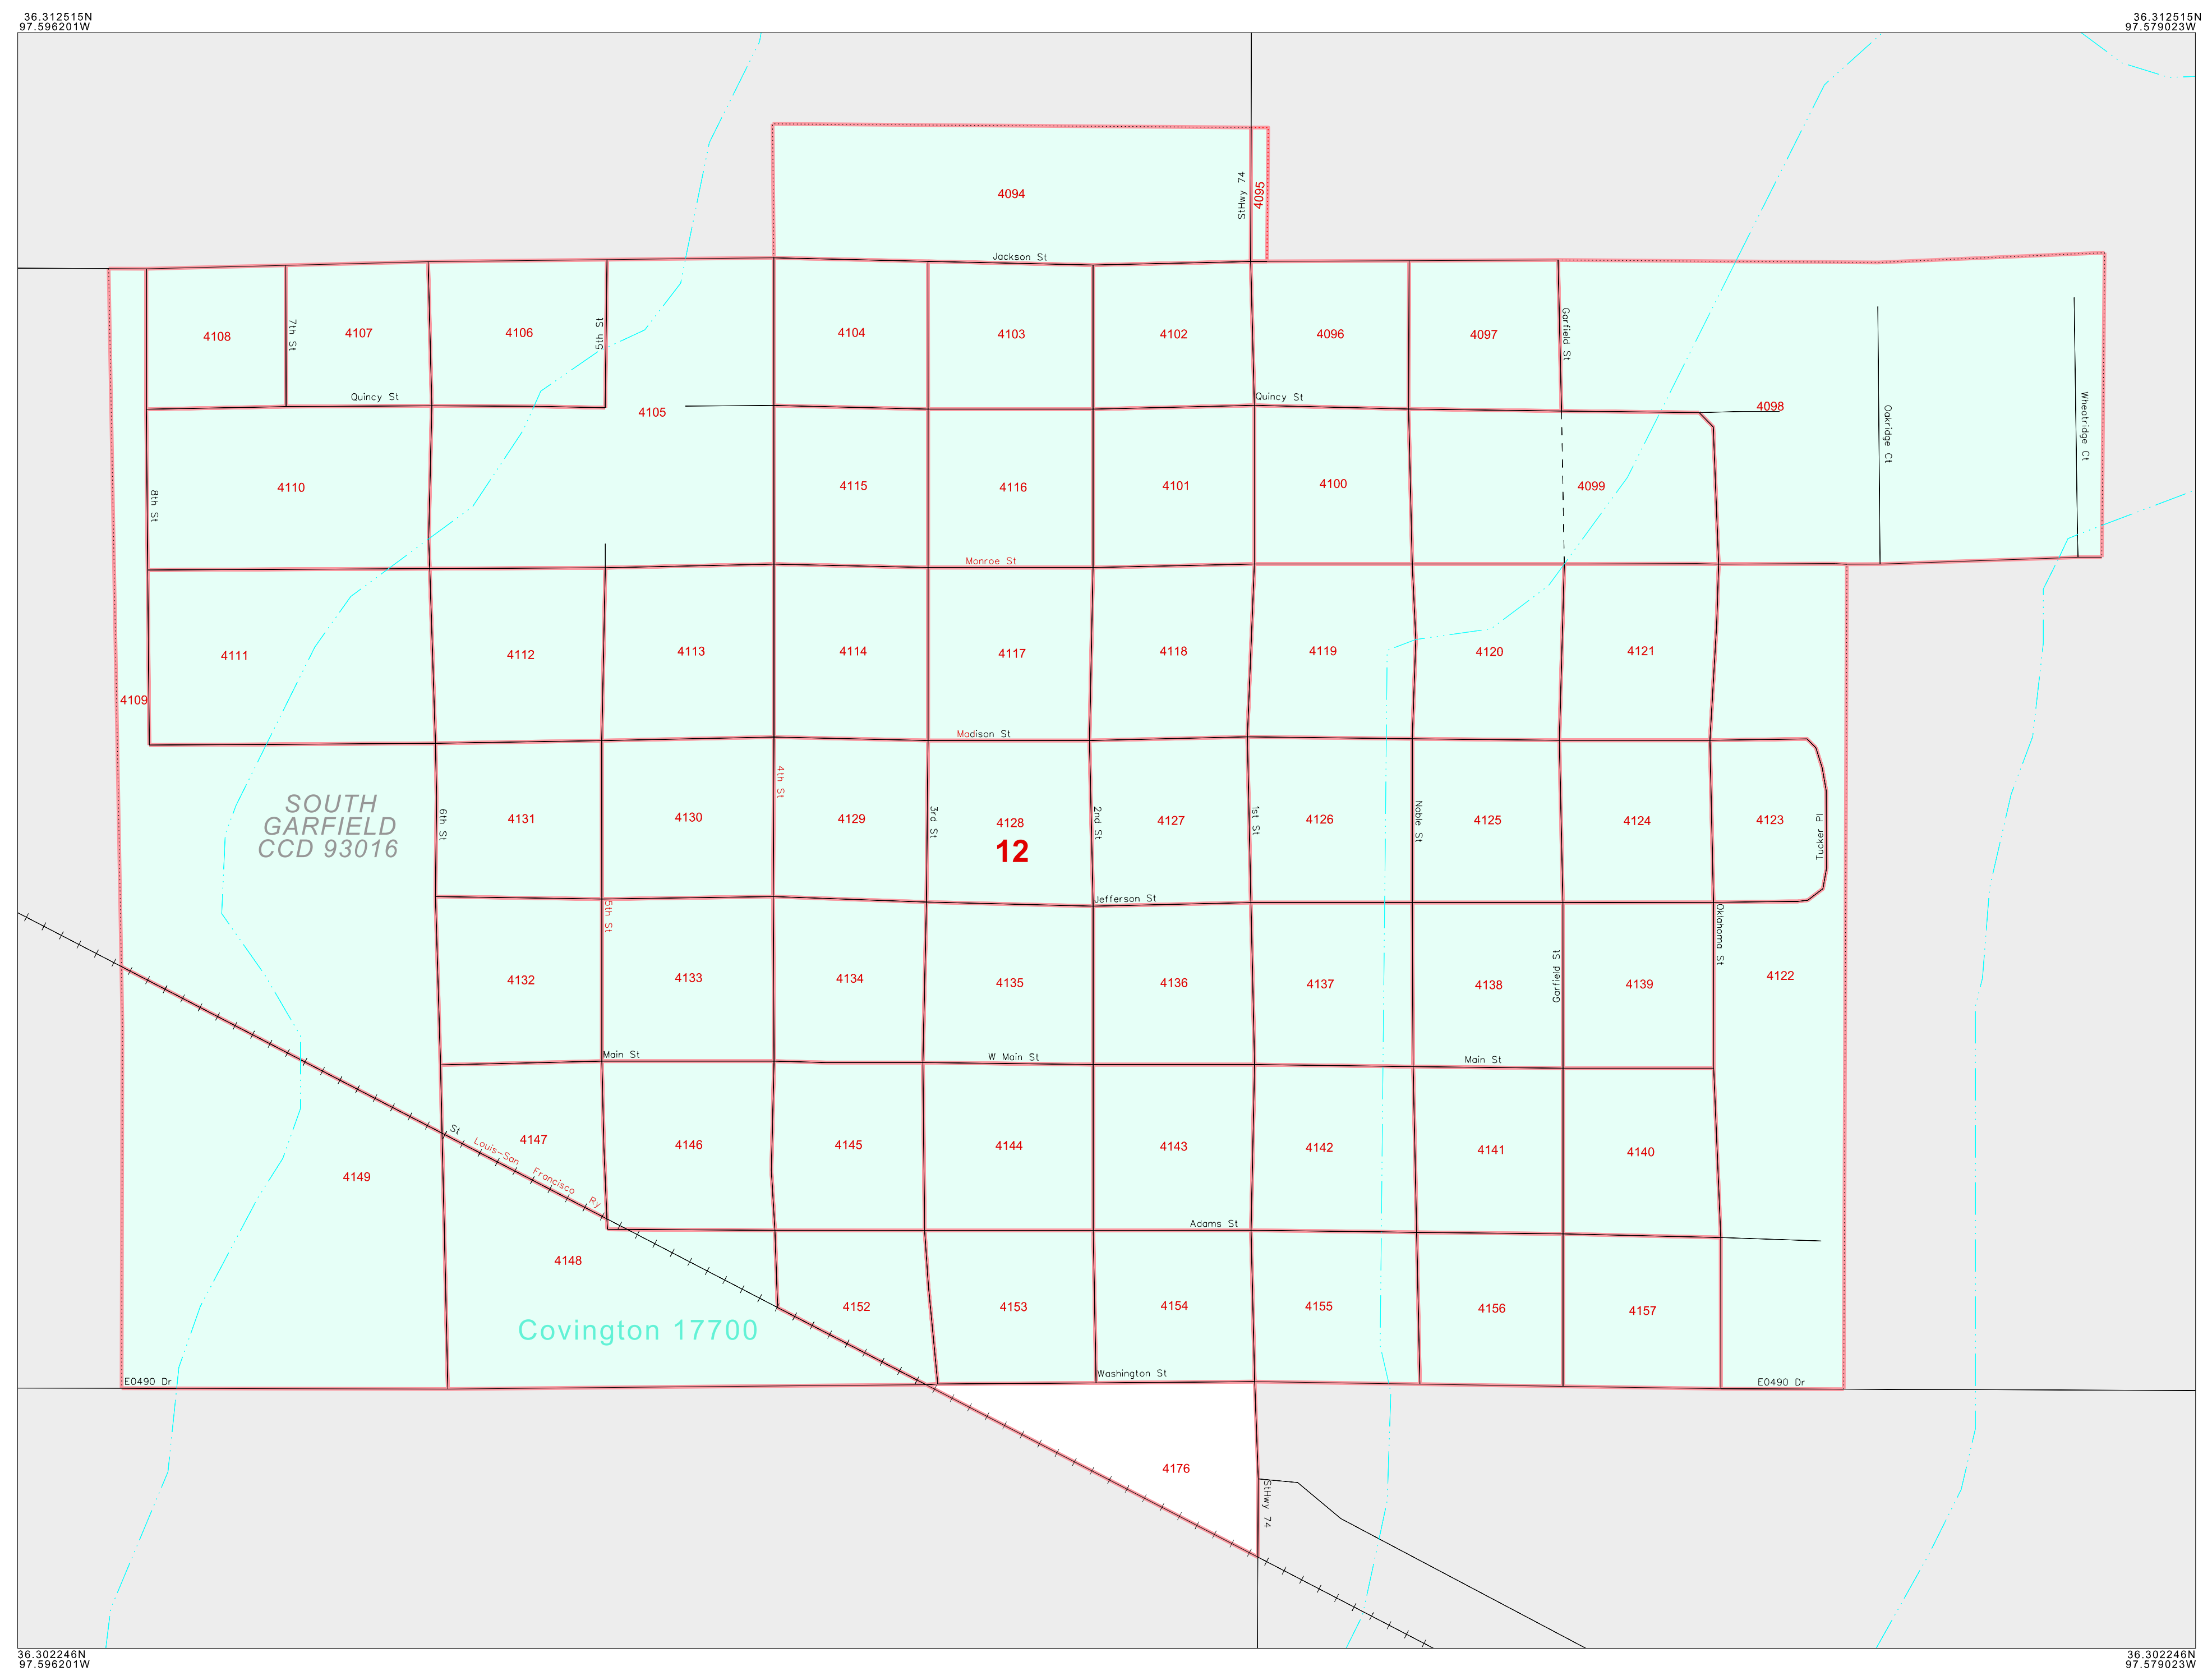 36.312515N
97.596201W
36.312515N
97.579023W
4094
StHwy 74
4095
Jackson St
4108
7th St
4107
4106
5th St
4104
4103
4102
4096
4097
Garfield St
Quincy St
4105
Quincy St
4098
Oakridge Ct
Wheatridge Ct
8th St
4110
4115
4116
4101
4100
4099
Monroe St
4111
4112
4113
4114
4117
4118
4119
4120
4121
4109
Madison St
SOUTH
GARFIELD
CCD 93016
6th St
4131
4130
4th St
4129
3rd St
4128
12
2nd St
4127
1st St
4126
Noble St
4125
4124
4123
Tucker Pl
Jefferson St
5th St
4132
4133
4134
4135
4136
4137
4138
Garfield St
4139
Oklahoma St
4122
Main St
W Main St
Main St
St Louis-San Francisco Ry
4149
4147
4146
4145
4144
4143
4142
4141
4140
Adams St
4148
Covington 17700
4152
4153
4154
4155
4156
4157
E0490 Dr
Washington St
E0490 Dr
4176
StHwy 74
36.302246N
97.596201W
36.302246N
97.579023W